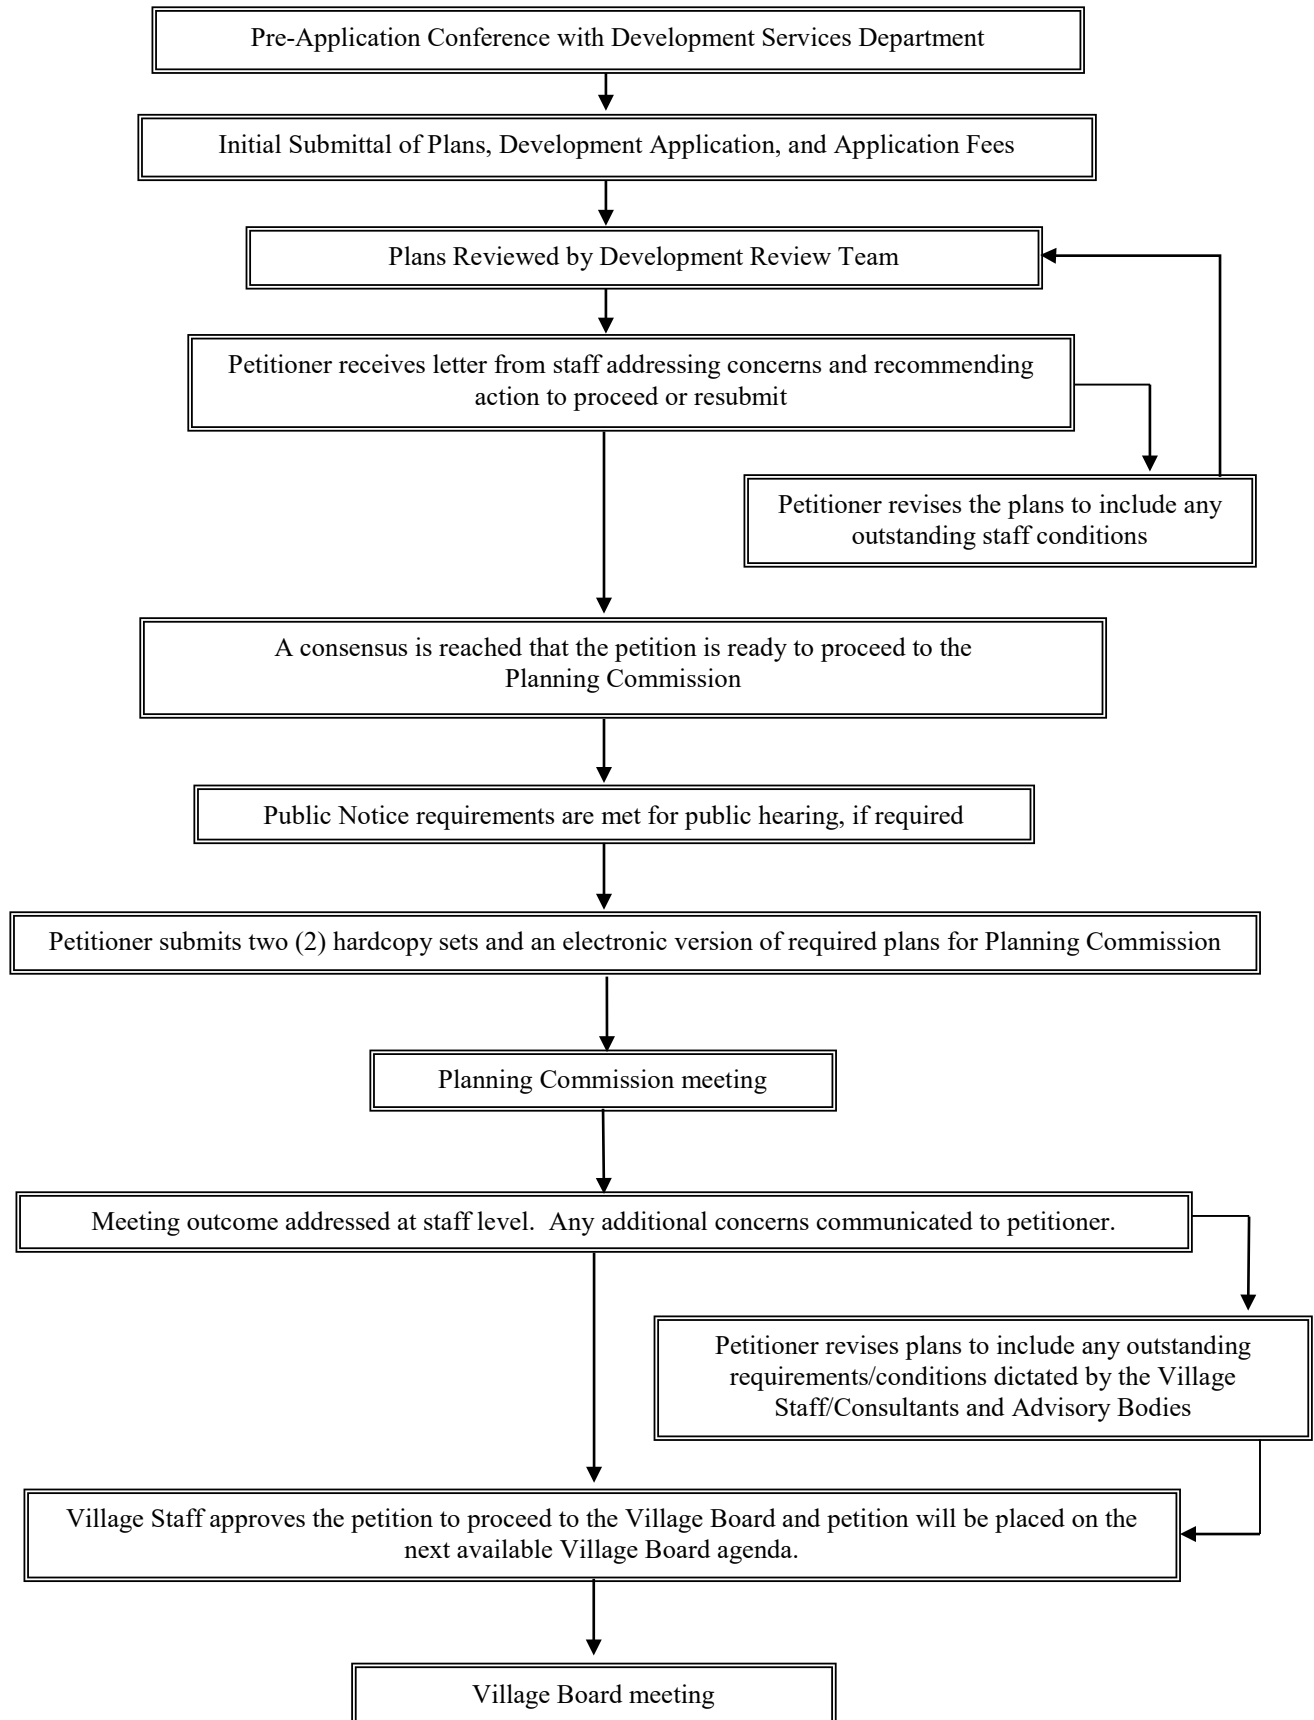 Pre-Application Conference with Development Services Department
Initial Submittal of Plans, Development Application, and Application Fees
Plans Reviewed by Development Review Team
Petitioner receives letter from staff addressing concerns and recommending
action to proceed or resubmit
Petitioner revises the plans to include any
outstanding staff conditions
A consensus is reached that the petition is ready to proceed to the
Planning Commission
Public Notice requirements are met for public hearing, if required
Petitioner submits two (2) hardcopy sets and an electronic version of required plans for Planning Commission
Planning Commission meeting
Meeting outcome addressed at staff level.  Any additional concerns communicated to petitioner.
Petitioner revises plans to include any outstanding
requirements/conditions dictated by the Village
Staff/Consultants and Advisory Bodies
Village Staff approves the petition to proceed to the Village Board and petition will be placed on the
next available Village Board agenda.
Village Board meeting